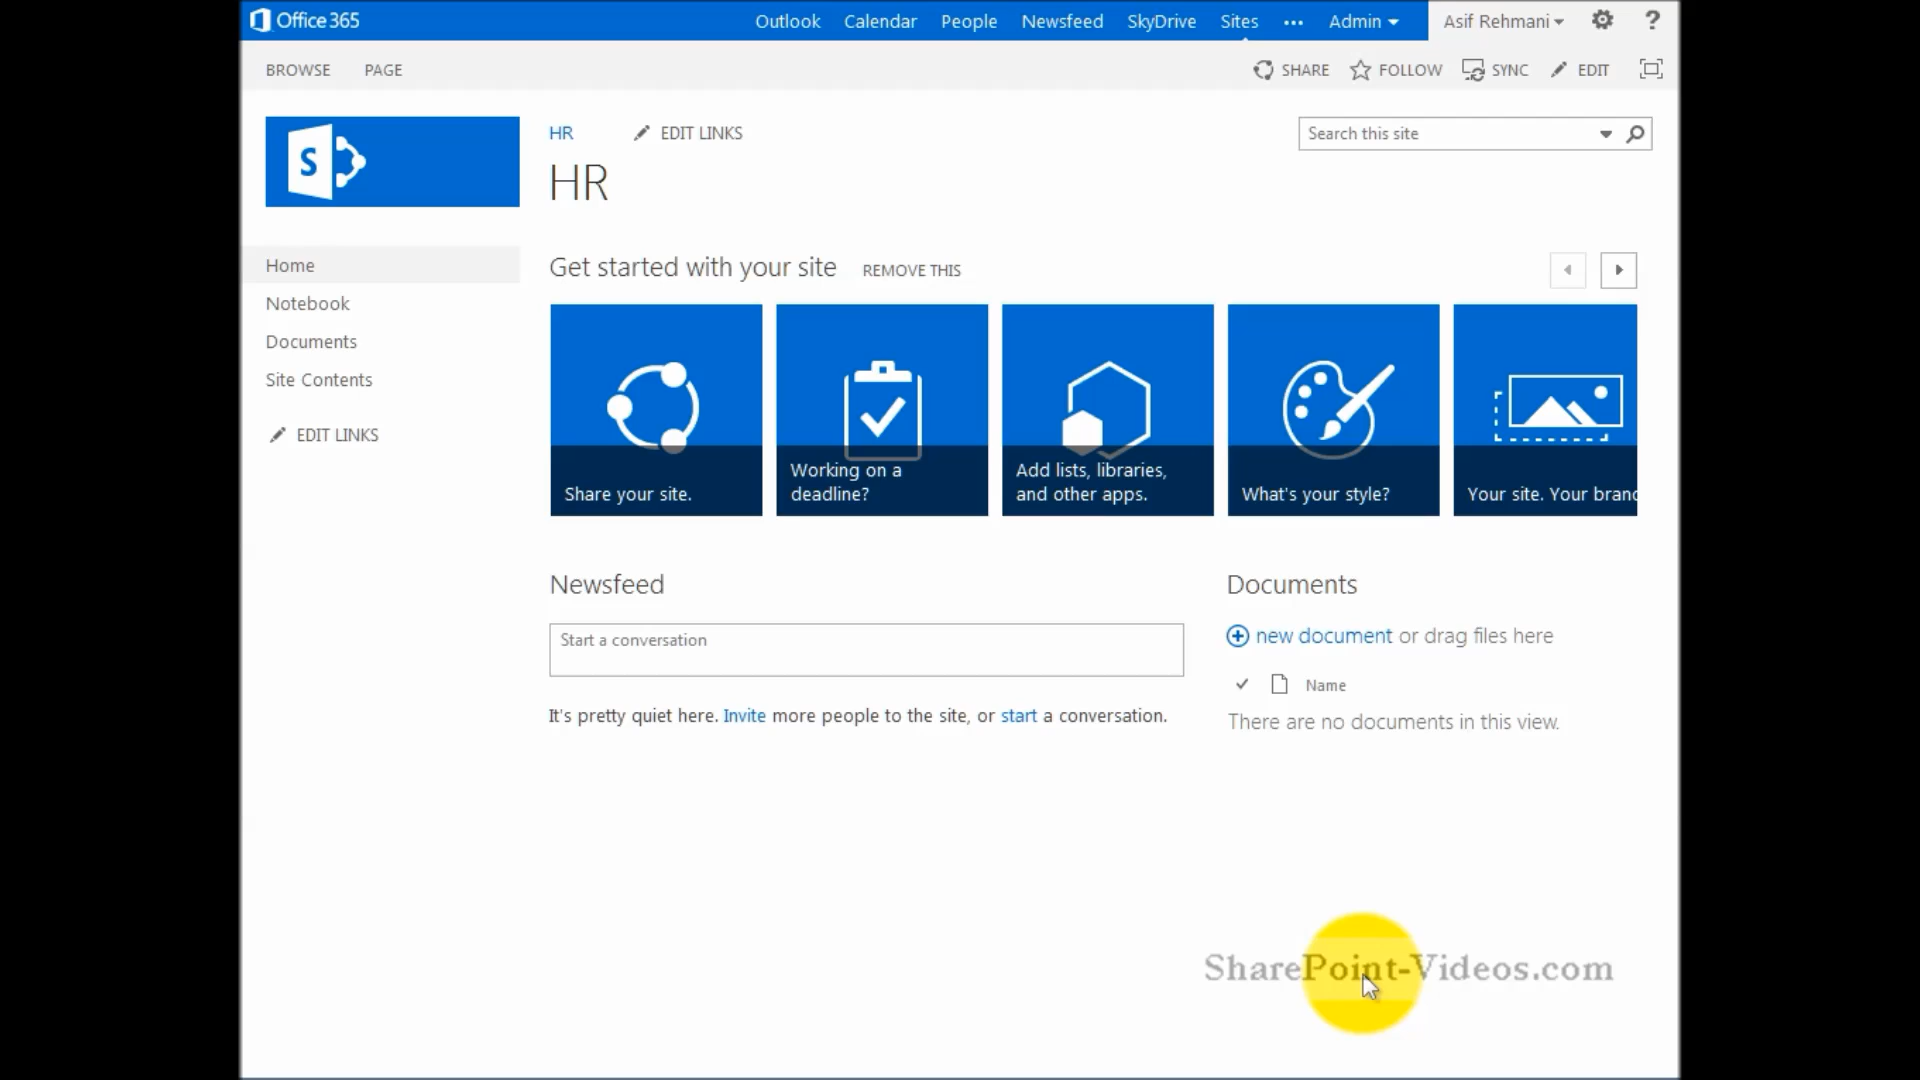 Office 365
Outlook Calendar People Newsfeed SkyDrive Sites ... Admin Asif Rehmani ?
BROWSE PAGE SHARE FOLLOW SYNC EDIT
S
HR EDIT LINKS Search this site
HR
Home
Notebook
Documents
Site Contents
EDIT LINKS
Get started with your site REMOVE THIS
Share your site.
Working on a
deadline?
Add lists, libraries,
and other apps.
What's your style?
Your site. Your brand
Newsfeed
Start a conversation
It's pretty quiet here. Invite more people to the site, or start a conversation.
Documents
new document or drag files here
Name
There are no documents in this view.
SharePoint-Videos.com